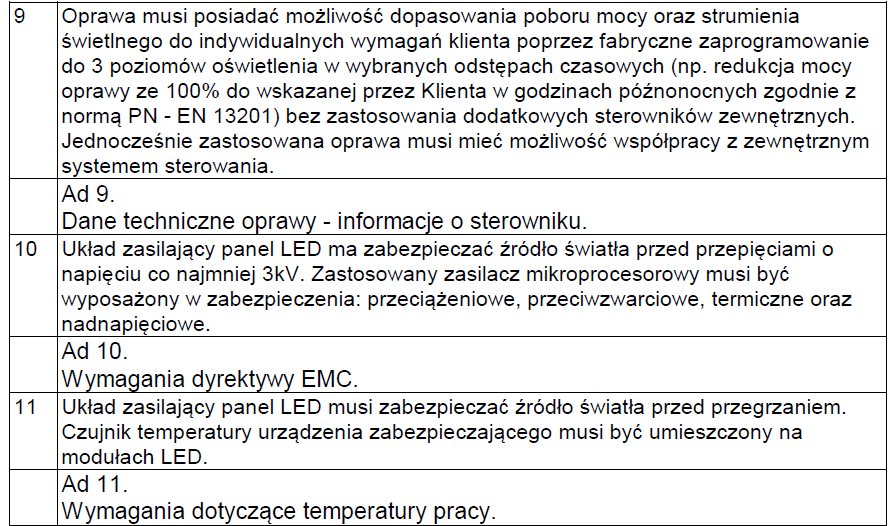 9 Oprawa musi posiadać możliwość dopasowania poboru mocy oraz strumienia
świetlnego do indywidualnych wymagań klienta poprzez fabryczne zaprogramowanie
do 3 poziomów oświetlenia w wybranych odstępach czasowych (np. redukcja mocy
oprawy ze 100% do wskazanej przez Klienta w godzinach późnonocnych zgodnie z
normą PN - EN 13201) bez zastosowania dodatkowych sterowników zewnętrznych.
Jednocześnie zastosowana oprawa musi mieć możliwość współpracy z zewnętrznym
systemem sterowania.
Ad 9.
Dane techniczne oprawy - informacje o sterowniku.
10 Układ zasilający panel LED ma zabezpieczać źródło światła przed przepięciami o
napięciu co najmniej 3kV. Zastosowany zasilacz mikroprocesorowy musi być
wyposażony w zabezpieczenia: przeciążeniowe, przeciwzwarciowe, termiczne oraz
nadnapięciowe.
Ad 10.
Wymagania dyrektywy EMC.
11 Układ zasilający panel LED musi zabezpieczać źródło światła przed przegrzaniem.
Czujnik temperatury urządzenia zabezpieczającego musi być umieszczony na
modułach LED.
Ad 11.
Wymagania dotyczące temperatury pracy.